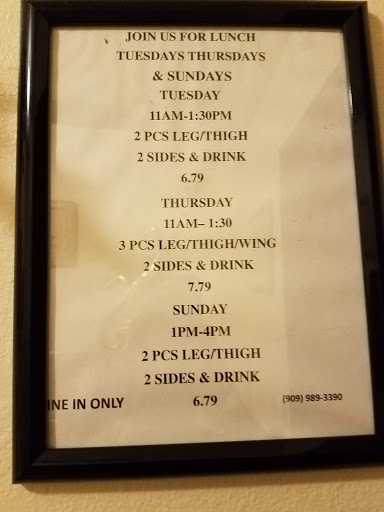 JOIN US FOR LUNCH
TUESDAYS THURSDAYS
& SUNDAYS
TUESDAY
11AM-1:30PM
2 PCS LEG/THIGH
2 SIDES & DRINK
6.79
THURSDAY
11AM– 1:30
3 PCS LEG/THIGH/WING
2 SIDES & DRINK
7.79
SUNDAY
1PM-4PM
2 PCS LEG/THIGH
2 SIDES & DRINK
INE IN ONLY 6.79 (909) 989-3390